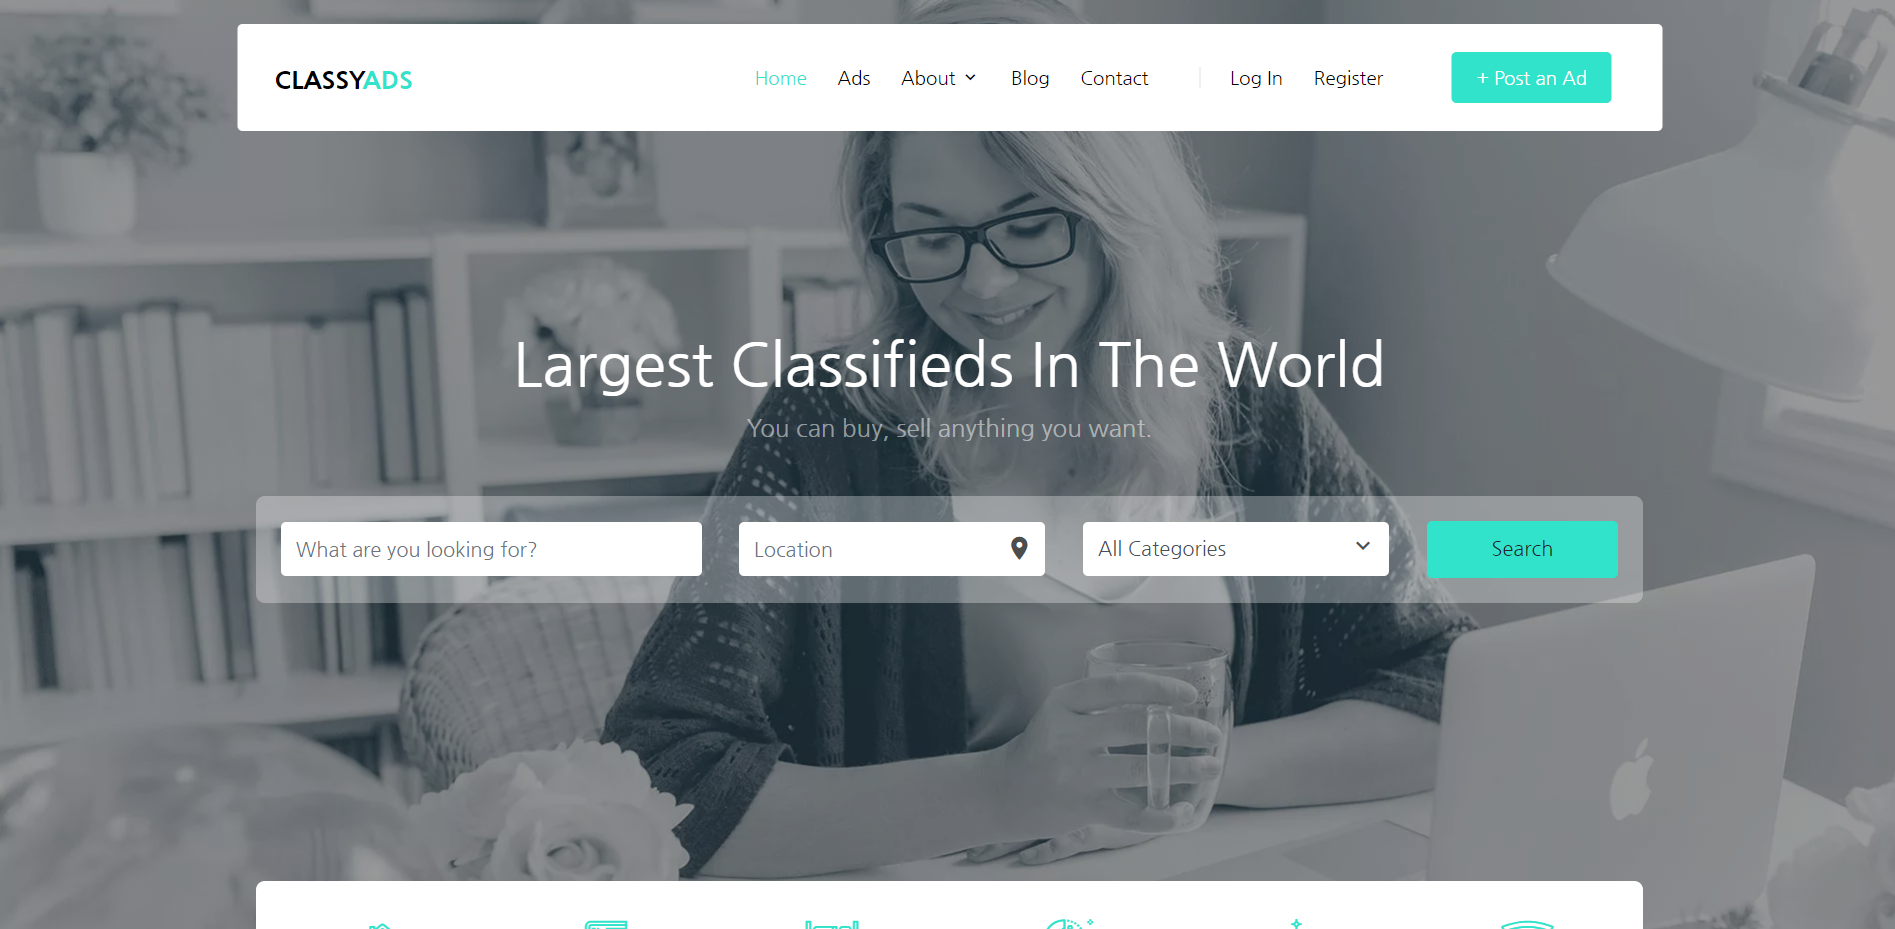 CLASSYADS Home Ads About Blog Contact Log In Register + Post an Ad
Largest Classifieds In The World
You can buy, sell anything you want.
What are you looking for? Location All Categories Search